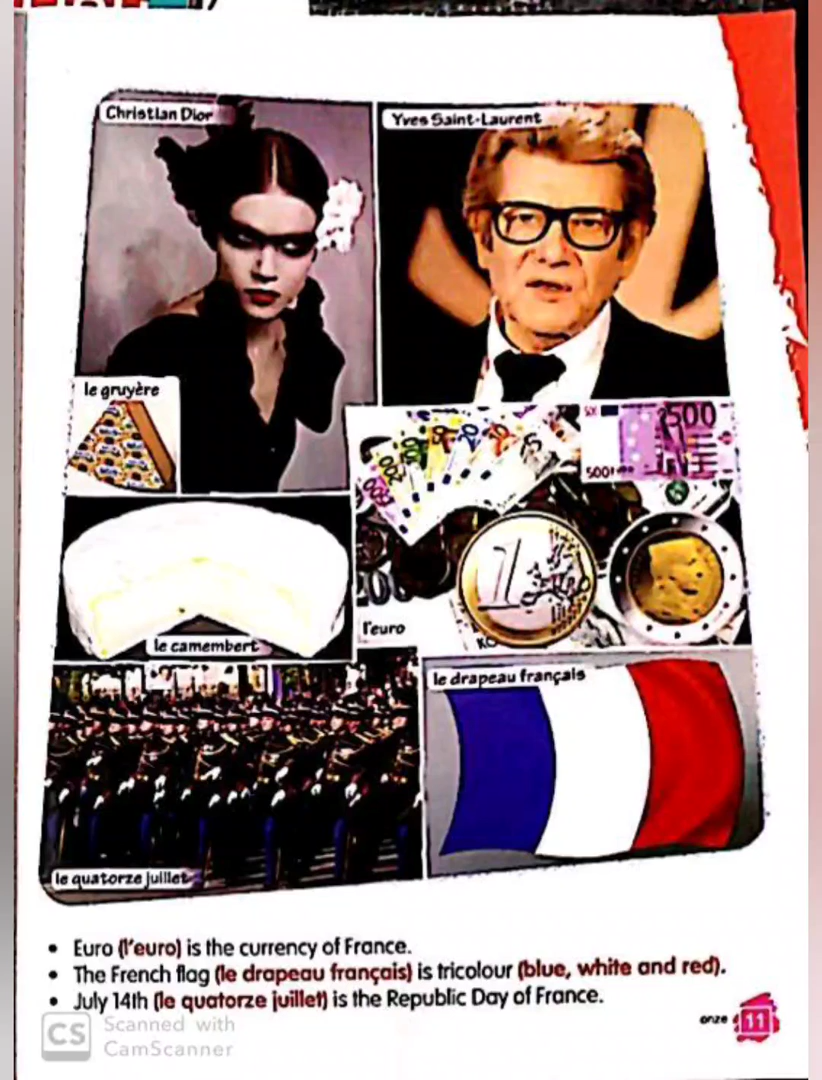 Christian Dior
Yves Saint-Laurent
le gruyère
500
500
le camembert
l'euro
le drapeau français
le quatorze juillet
• Euro (l'euro) is the currency of France.
• The French flag (le drapeau français) is tricolour (blue, white and red).
• July 14th (le quatorze juillet) is the Republic Day of France.
onze 11
CS Scanned with
CamScanner